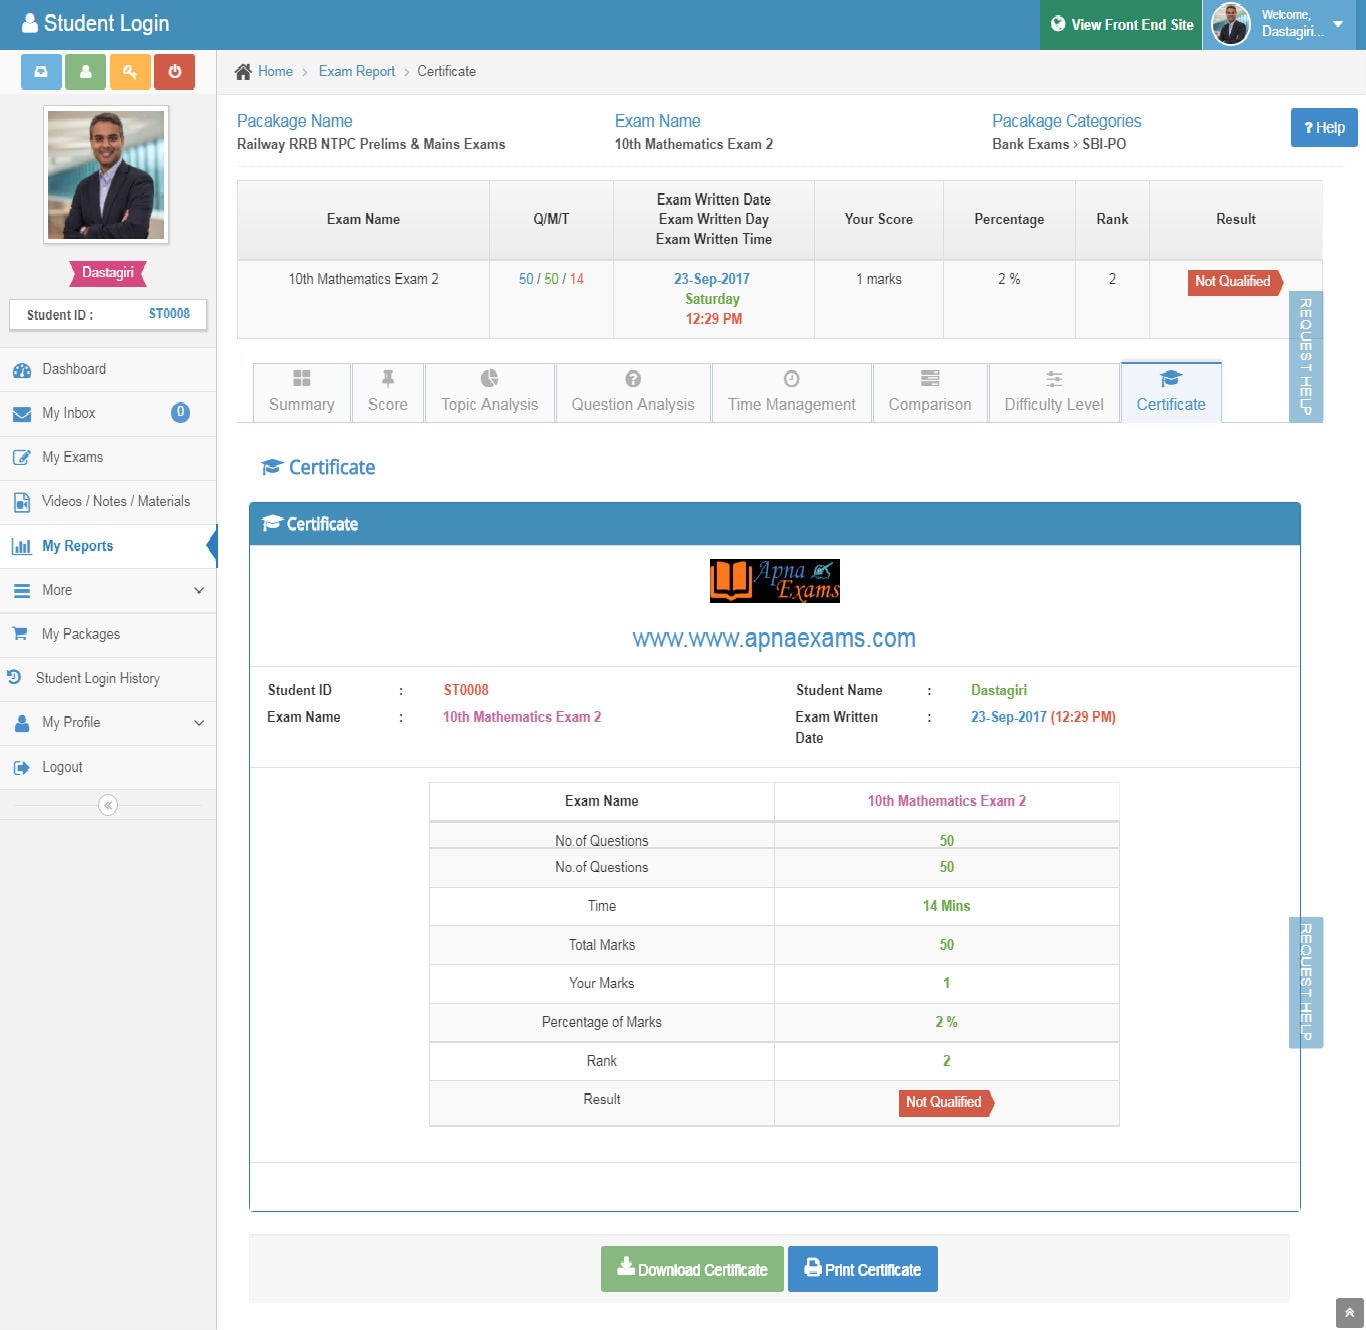 Student Login
View Front End Site
Welcome,
Dastagiri...
Home > Exam Report > Certificate
Dastagiri
Student ID : ST0008
Dashboard
My Inbox 0
My Exams
Videos / Notes / Materials
My Reports
More
My Packages
Student Login History
My Profile
Logout
Pacakage Name Exam Name Pacakage Categories
Railway RRB NTPC Prelims & Mains Exams 10th Mathematics Exam 2 Bank Exams > SBI-PO
? Help
Exam Name Q/M/T Exam Written Date Your Score Percentage Rank Result
Exam Written Day
Exam Written Time
10th Mathematics Exam 2 50 / 50 / 14 23-Sep-2017 1 marks 2 % 2 Not Qualified
Saturday
12:29 PM
REQUEST HELP
Summary Score Topic Analysis Question Analysis Time Management Comparison Difficulty Level Certificate
Certificate
Certificate
Apna
Exams
www.www.apnaexams.com
Student ID : ST0008 Student Name : Dastagiri
Exam Name : 10th Mathematics Exam 2 Exam Written : 23-Sep-2017 (12:29 PM)
Date
Exam Name 10th Mathematics Exam 2
No.of Questions 50
No.of Questions 50
Time 14 Mins
Total Marks 50
Your Marks 1
Percentage of Marks 2 %
Rank 2
Result Not Qualified
REQUEST HELP
Download Certificate Print Certificate